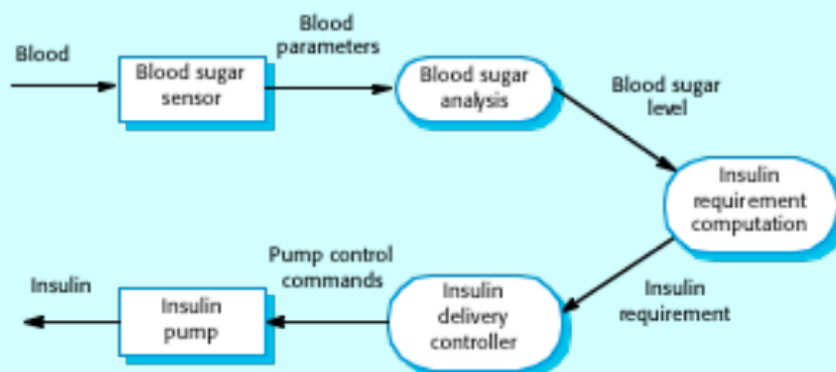 Blood
Blood sugar
sensor
Blood
parameters
Blood sugar
analysis
Blood sugar
level
Insulin
requirement
computation
Insulin
requirement
Insulin
delivery
controller
Pump control
commands
Insulin
pump
Insulin